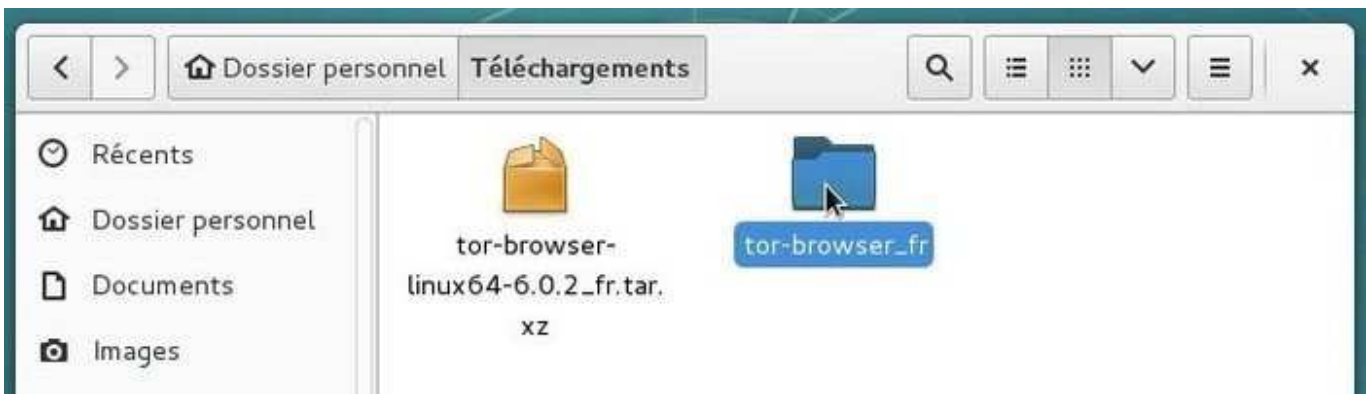 Dossier personnel Téléchargements
Récents
Dossier personnel
Documents
Images
tor-browser-
linux64-6.0.2_fr.tar.
xz
tor-browser_fr